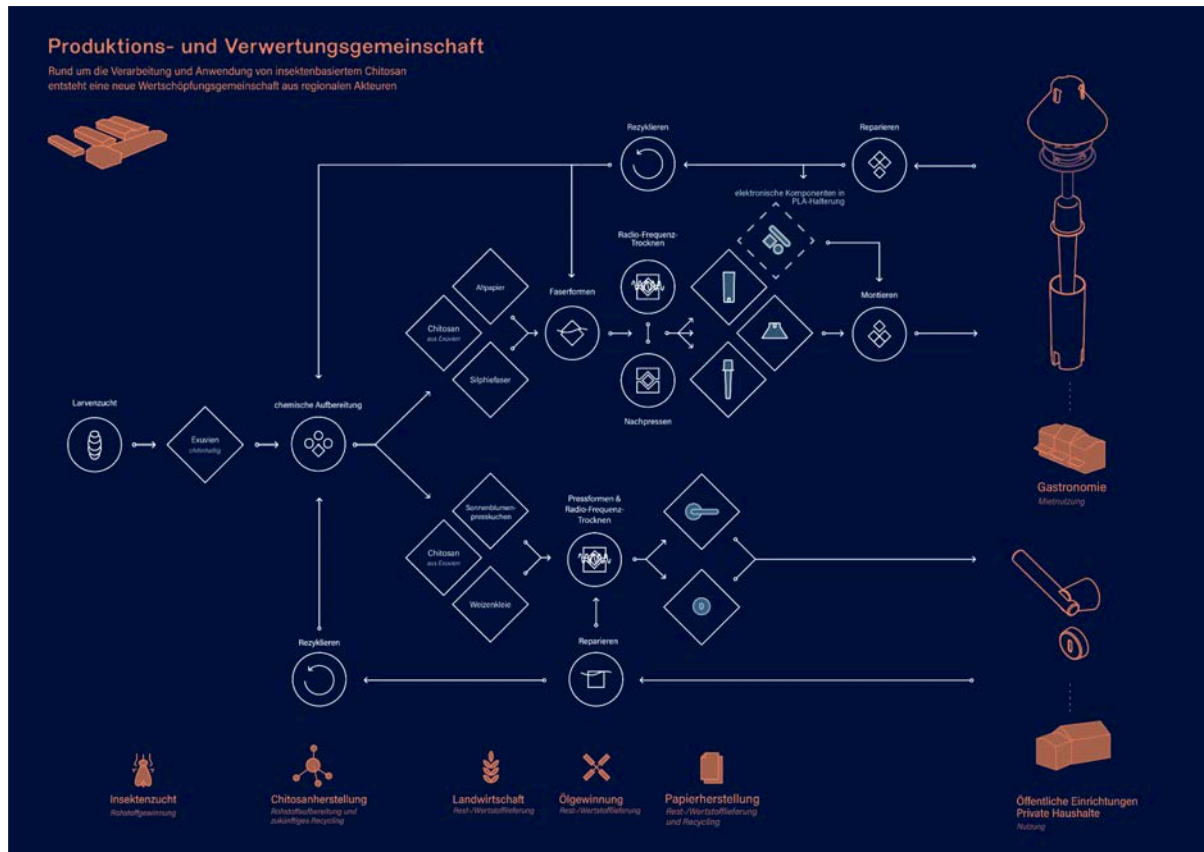 Produktions- und Verwertungsgemeinschaft
Rund um die Verarbeitung und Anwendung von insektenbasiertem Chitosan
entsteht eine neue Wertschöpfungsgemeinschaft aus regionalen Akteuren
Rezyklieren
Reparieren
elektronische Komponenten in
PLA-Halterung
Radio-Frequenz-
Trocknen
Altpapier
Faserformen
Montieren
Chitosan
aus Exuvien
Silphiefaser
Nachpressen
Larvenzucht
chemische Aufbereitung
Exuvien
chitinhaltig
Gastronomie
Mietnutzung
Sonnenblumen-
presskuchen
Pressformen &
Radio-Frequenz-
Trocknen
Chitosan
aus Exuvien
Weizenkleie
Rezyklieren
Reparieren
Insektenzucht
Rohstoffgewinnung
Chitosanherstellung
Rohstoffaufbereitung und
zukünftiges Recycling
Landwirtschaft
Rest-/Wertstofflieferung
Ölgewinnung
Rest-/Wertstofflieferung
Papierherstellung
Rest-/Wertstofflieferung
und Recycling
Öffentliche Einrichtungen
Private Haushalte
Nutzung